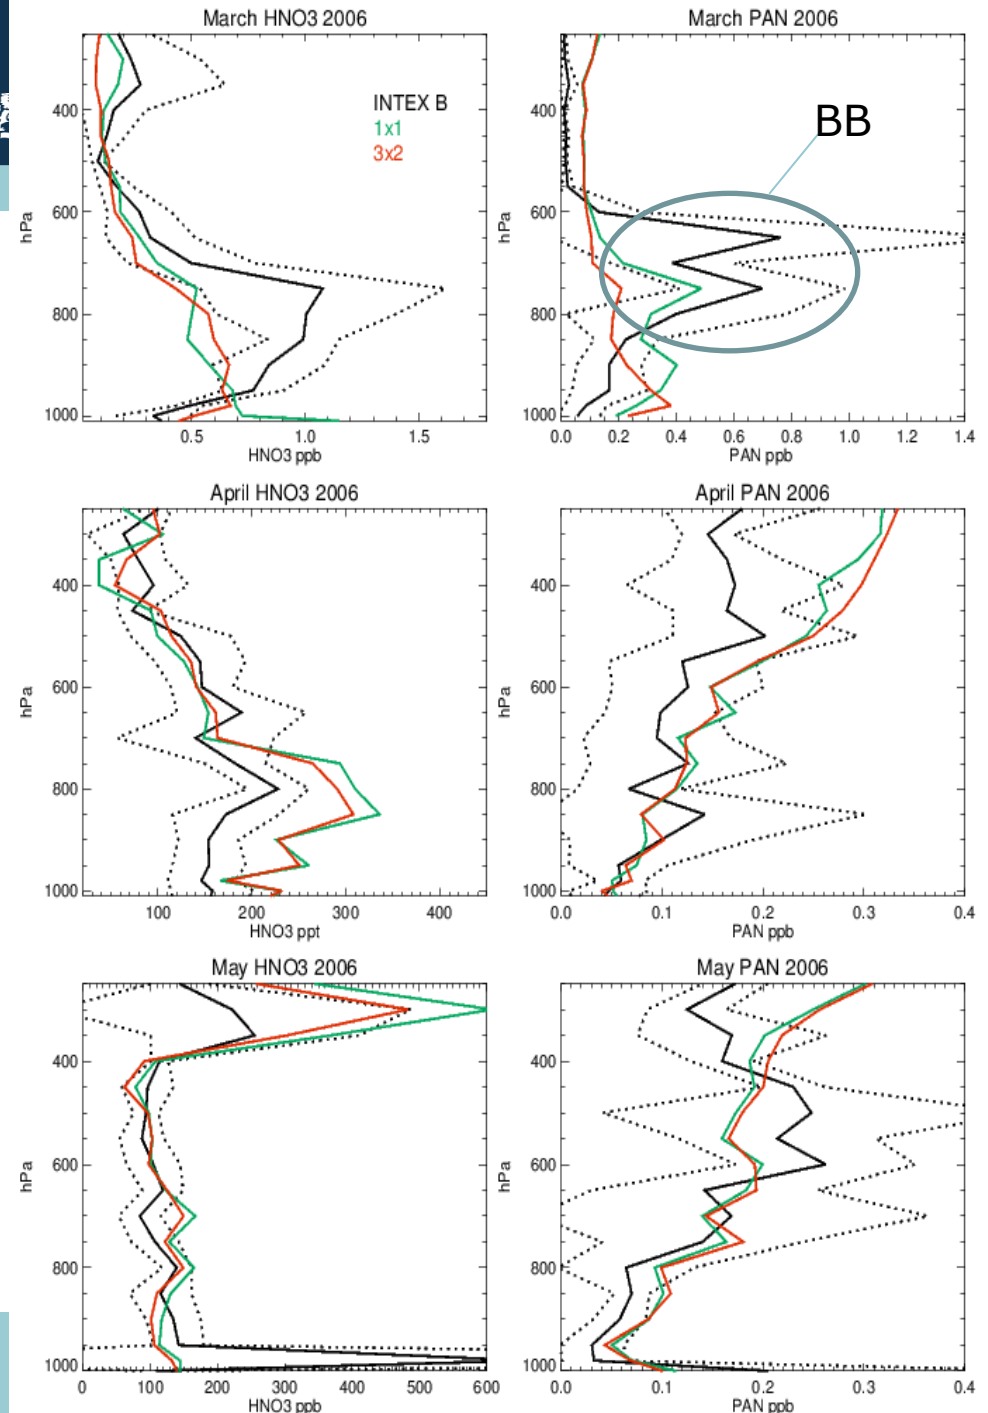 March HNO3 2006
hPa
400
600
800
1000
0.5 1.0 1.5
HNO3 ppb
INTEX B
1x1
3x2
March PAN 2006
hPa
400
600
800
1000
0.0 0.2 0.4 0.6 0.8 1.0 1.2 1.4
PAN ppb
BB
April HNO3 2006
hPa
400
600
800
1000
100 200 300 400
HNO3 ppt
April PAN 2006
hPa
400
600
800
1000
0.0 0.1 0.2 0.3 0.4
PAN ppb
May HNO3 2006
hPa
400
600
800
1000
0 100 200 300 400 500 600
HNO3 ppb
May PAN 2006
hPa
400
600
800
1000
0.0 0.1 0.2 0.3 0.4
PAN ppb